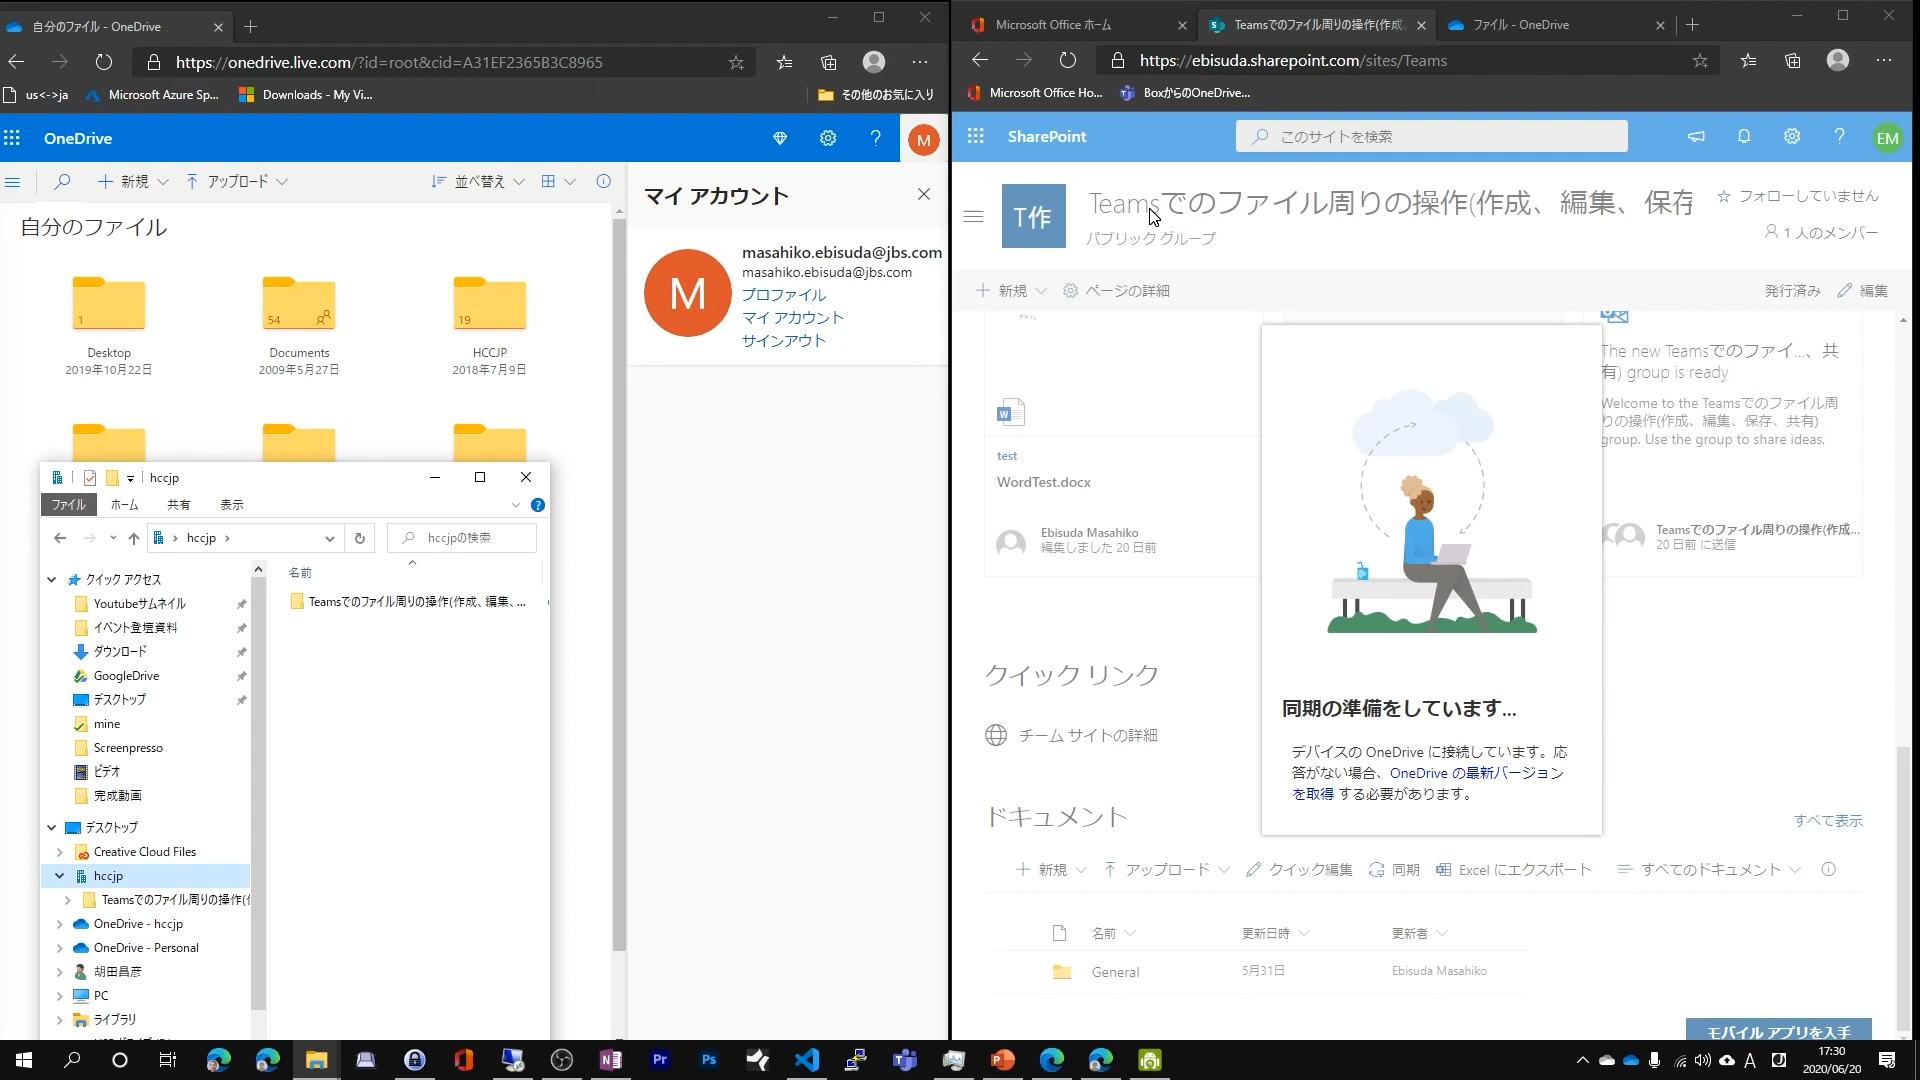 自分のファイル - OneDrive
https://onedrive.live.com/?id=root&cid=A31EF2365B3C8965
us<->ja
Microsoft Azure Sp...
Downloads - My Vi...
その他のお気に入り
OneDrive
M
新規
アップロード
並べ替え
自分のファイル
1
54
19
Desktop
2019年10月22日
Documents
2009年5月27日
HCCJP
2018年7月9日
マイ アカウント
M
masahiko.ebisuda@jbs.com
masahiko.ebisuda@jbs.com
プロファイル
マイ アカウント
サインアウト
hccjp
ファイル
ホーム
共有
表示
hccjp
hccjpの検索
名前
Teamsでのファイル周りの操作(作成、編集、...
クイック アクセス
Youtubeサムネイル
イベント登壇資料
ダウンロード
GoogleDrive
デスクトップ
mine
Screenpresso
ビデオ
完成動画
デスクトップ
Creative Cloud Files
hccjp
Teamsでのファイル周りの操作(
OneDrive - hccjp
OneDrive - Personal
胡田昌彦
PC
ライブラリ
Microsoft Office ホーム
Teamsでのファイル周りの操作(作成
ファイル - OneDrive
https://ebisuda.sharepoint.com/sites/Teams
Microsoft Office Ho...
BoxからのOneDrive...
SharePoint
このサイトを検索
EM
T作
Teamsでのファイル周りの操作(作成、編集、保存
パブリック グループ
フォローしていません
1 人のメンバー
新規
ページの詳細
発行済み
編集
test
WordTest.docx
Ebisuda Masahiko
編集しました 20 日前
The new Teamsでのファイ...、共
有) group is ready
Welcome to the Teamsでのファイル周
りの操作(作成、編集、保存、共有)
group. Use the group to share ideas,
Teamsでのファイル周りの操作(作成...
20 日前 に送信
同期の準備をしています...
デバイスの OneDrive に接続しています。応
答がない場合、OneDrive の最新バージョン
を取得 する必要があります。
クイック リンク
チーム サイトの詳細
ドキュメント
すべて表示
新規
アップロード
クイック編集
同期
Excel にエクスポート
すべてのドキュメント
名前
更新日時
更新者
General
5月31日
Ebisuda Masahiko
モバイル アプリを入手
Pr
Ps
A
17:30
2020/06/20